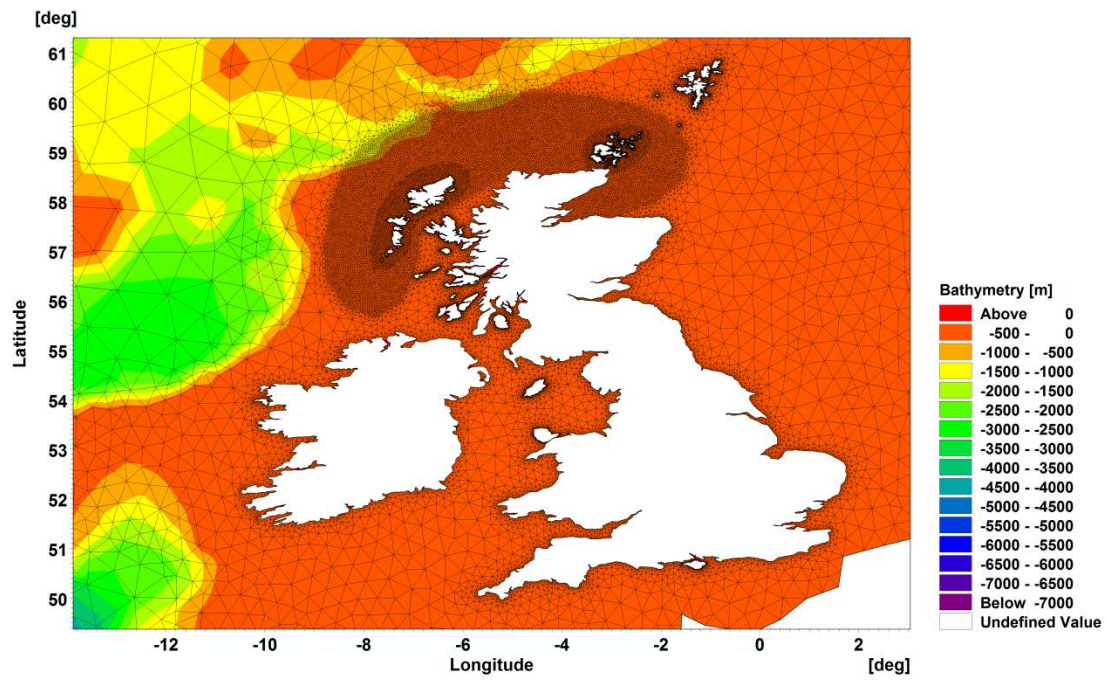 [deg]
61
60
59
58
57
56
55
54
53
52
51
50
Latitude
-12 -10 -8 -6 -4 -2 0 2
Longitude [deg]
Bathymetry [m]
Above 0
-500 - 0
-1000 - -500
-1500 - -1000
-2000 - -1500
-2500 - -2000
-3000 - -2500
-3500 - -3000
-4000 - -3500
-4500 - -4000
-5000 - -4500
-5500 - -5000
-6000 - -5500
-6500 - -6000
-7000 - -6500
Below -7000
Undefined Value